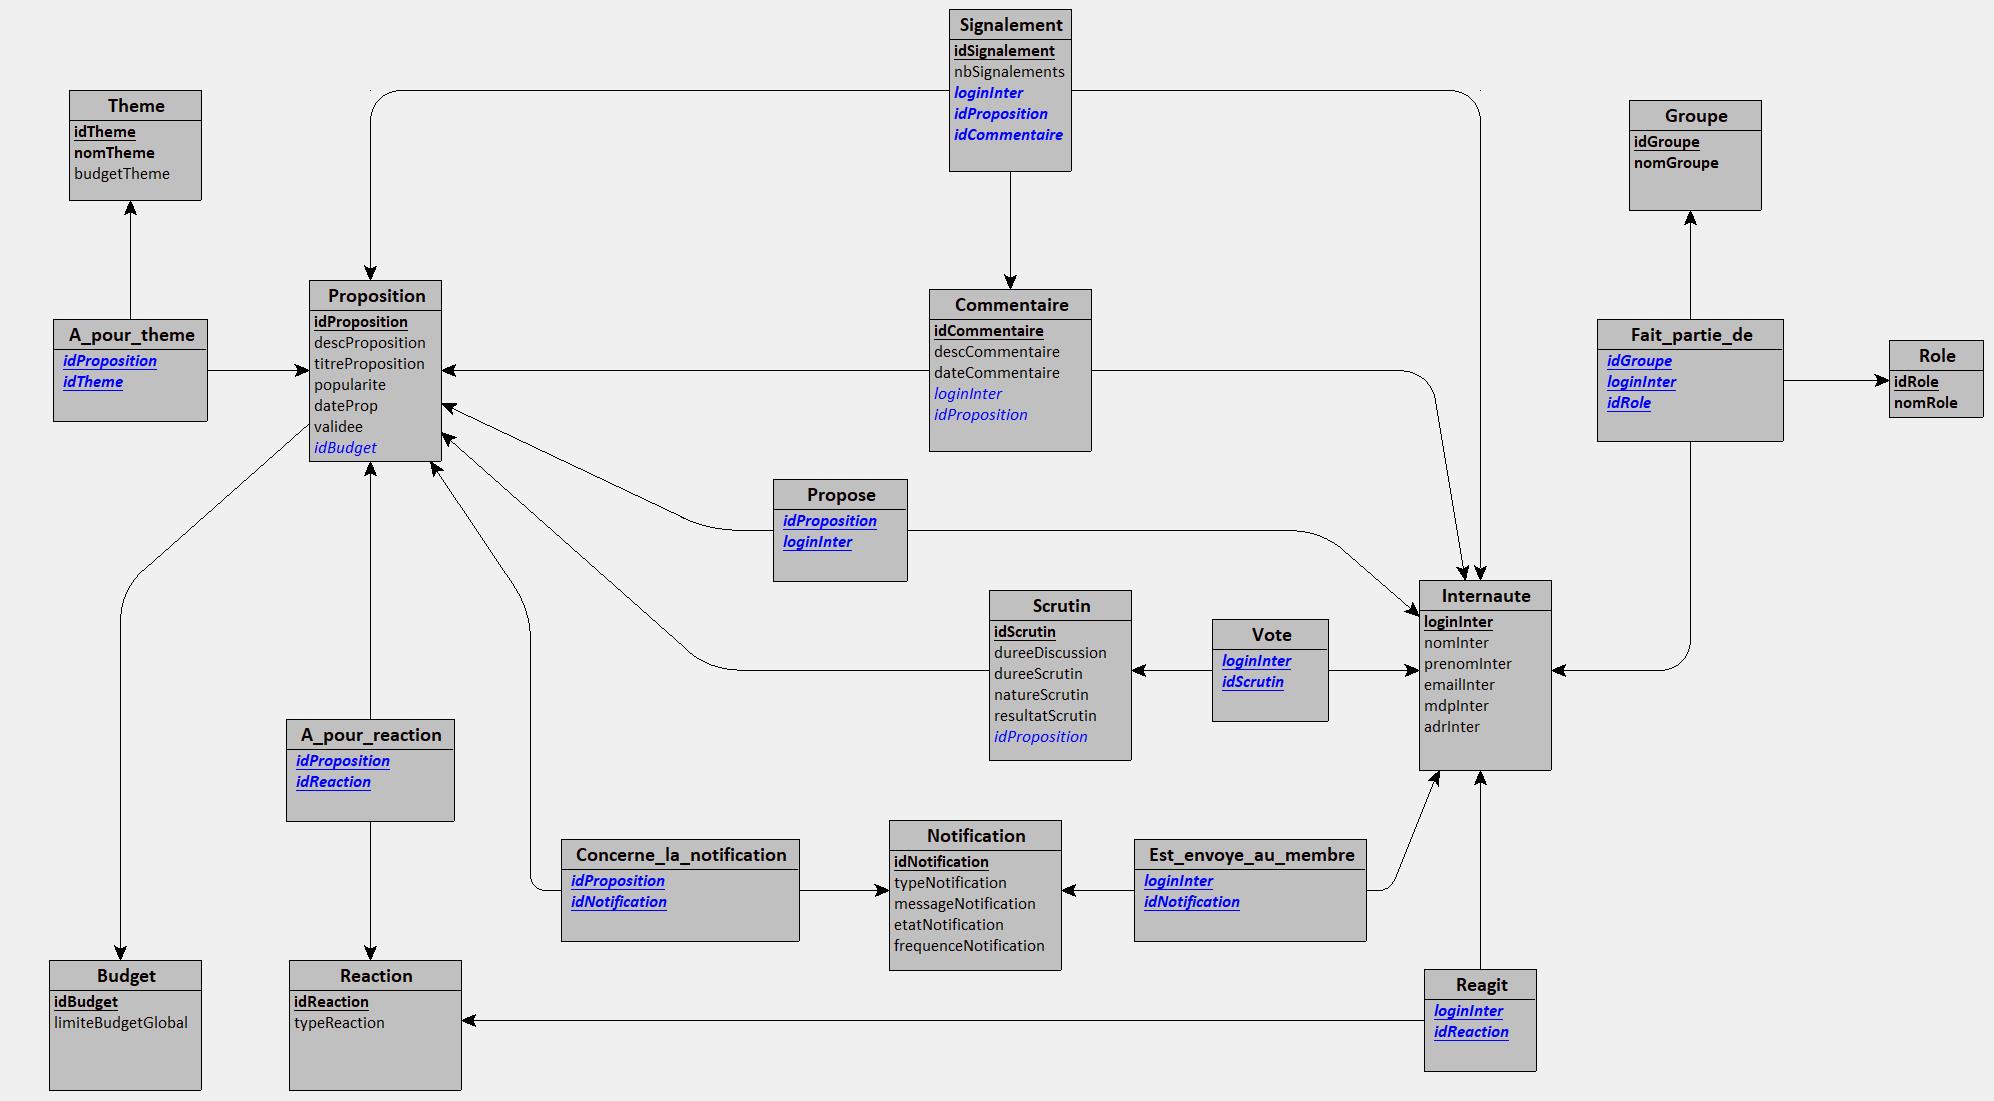 Signalement
idSignalement
nbSignalements
loginInter
idProposition
idCommentaire
Theme
idTheme
nomTheme
budgetTheme
Groupe
idGroupe
nomGroupe
Proposition
idProposition
descProposition
titreProposition
popularite
dateProp
validee
idBudget
Commentaire
idCommentaire
descCommentaire
dateCommentaire
loginInter
idProposition
A_pour_theme
idProposition
idTheme
Fait_partie_de
idGroupe
loginInter
idRole
Role
idRole
nomRole
Propose
idProposition
loginInter
Scrutin
idScrutin
dureeDiscussion
dureeScrutin
natureScrutin
resultatScrutin
idProposition
Vote
loginInter
idScrutin
Internaute
loginInter
nomInter
prenomInter
emailInter
mdpInter
adrInter
A_pour_reaction
idProposition
idReaction
Concerne_la_notification
idProposition
idNotification
Notification
idNotification
typeNotification
messageNotification
etatNotification
frequenceNotification
Est_envoye_au_membre
loginInter
idNotification
Budget
idBudget
limiteBudgetGlobal
Reaction
idReaction
typeReaction
Reagit
loginInter
idReaction